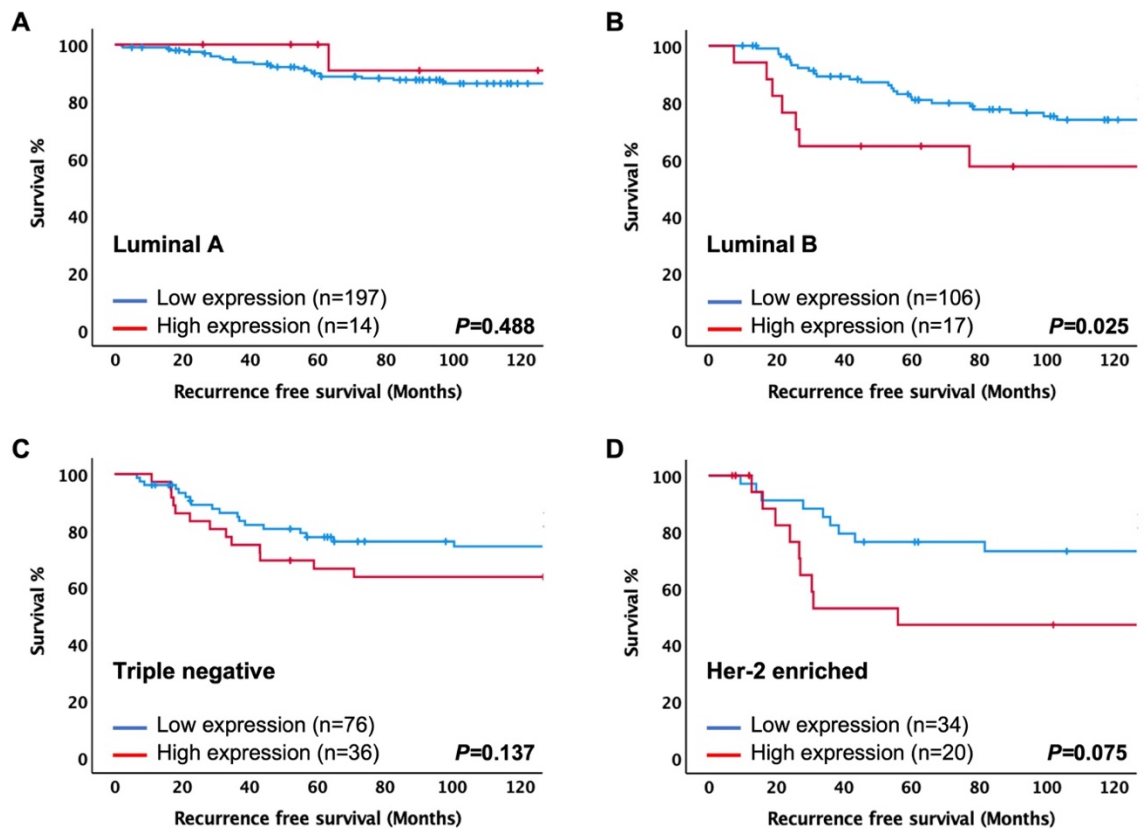 A
Survival %
100
80
60
40
20
0
Luminal A
Low expression (n=197)
High expression (n=14)
P=0.488
0 20 40 60 80 100 120
Recurrence free survival (Months)
B
Survival %
100
80
60
40
20
0
Luminal B
Low expression (n=106)
High expression (n=17)
P=0.025
0 20 40 60 80 100 120
Recurrence free survival (Months)
C
Survival %
100
80
60
40
20
0
Triple negative
Low expression (n=76)
High expression (n=36)
P=0.137
0 20 40 60 80 100 120
Recurrence free survival (Months)
D
Survival %
100
80
60
40
20
0
Her-2 enriched
Low expression (n=34)
High expression (n=20)
P=0.075
0 20 40 60 80 100 120
Recurrence free survival (Months)